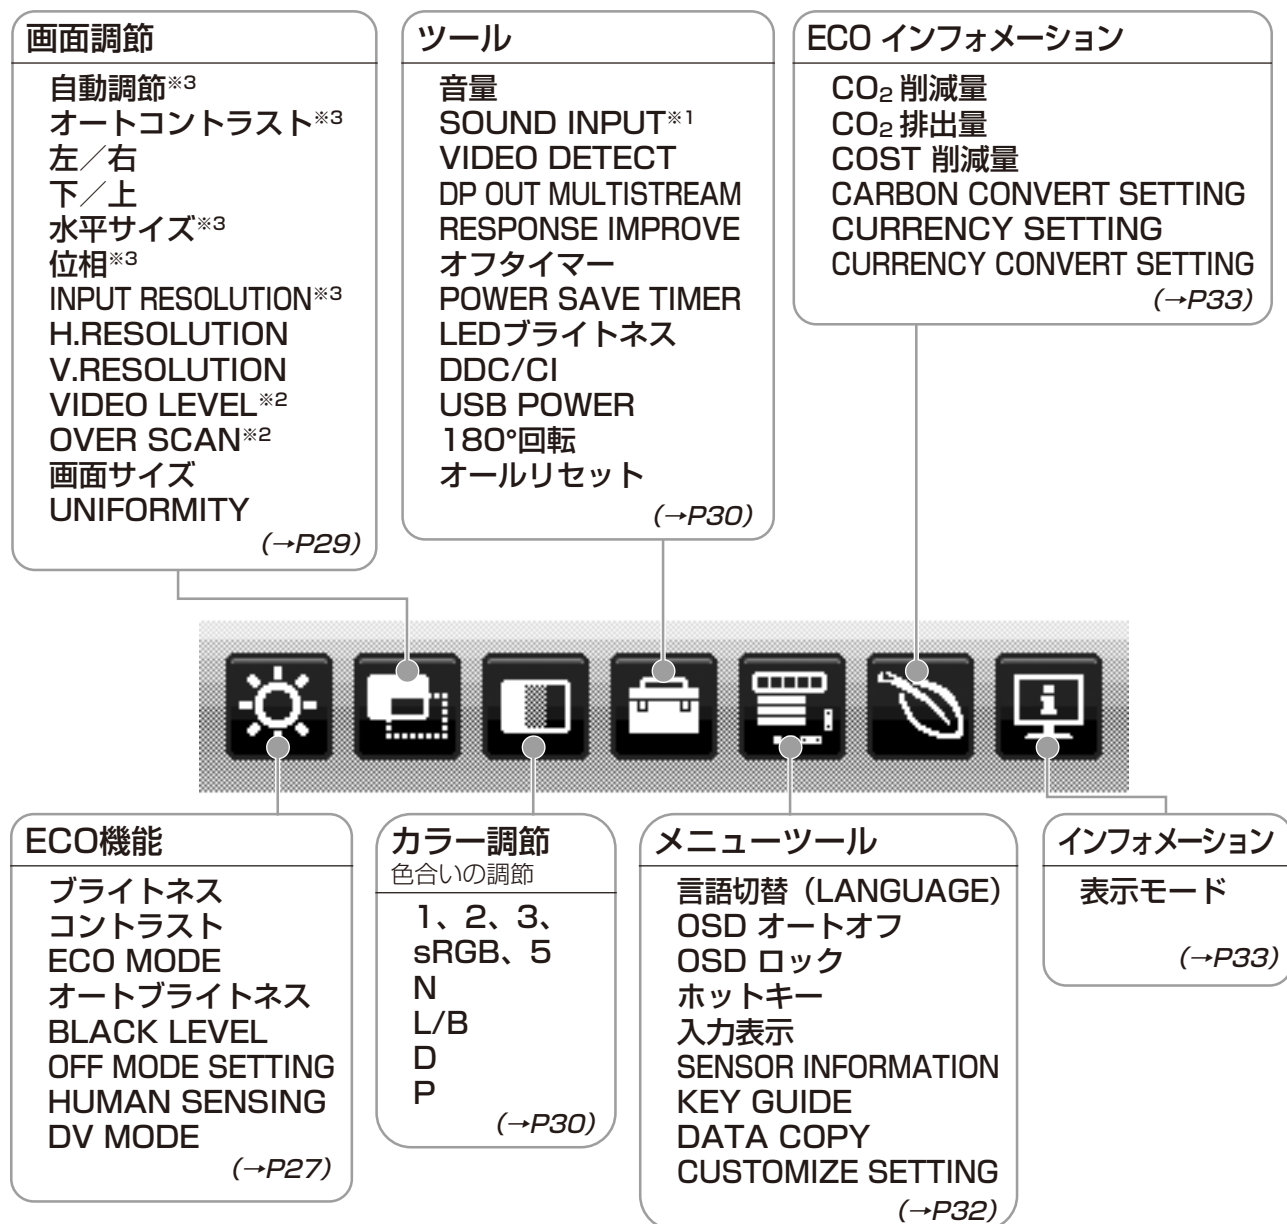 画面調節
自動調節※3
オートコントラスト※3
左／右
下／上
水平サイズ※3
位相※3
INPUT RESOLUTION※3
H.RESOLUTION
V.RESOLUTION
VIDEO LEVEL※2
OVER SCAN※2
画面サイズ
UNIFORMITY
(→P29)
ツール
音量
SOUND INPUT※1
VIDEO DETECT
DP OUT MULTISTREAM
RESPONSE IMPROVE
オフタイマー
POWER SAVE TIMER
LEDブライトネス
DDC/CI
USB POWER
180°回転
オールリセット
(→P30)
ECO インフォメーション
CO₂ 削減量
CO₂ 排出量
COST 削減量
CARBON CONVERT SETTING
CURRENCY SETTING
CURRENCY CONVERT SETTING
(→P33)
ECO機能
ブライトネス
コントラスト
ECO MODE
オートブライトネス
BLACK LEVEL
OFF MODE SETTING
HUMAN SENSING
DV MODE
(→P27)
カラー調節
色合いの調節
1、2、3、
sRGB、5
N
L/B
D
P
(→P30)
メニューツール
言語切替（LANGUAGE）
OSD オートオフ
OSD ロック
ホットキー
入力表示
SENSOR INFORMATION
KEY GUIDE
DATA COPY
CUSTOMIZE SETTING
(→P32)
インフォメーション
表示モード
(→P33)